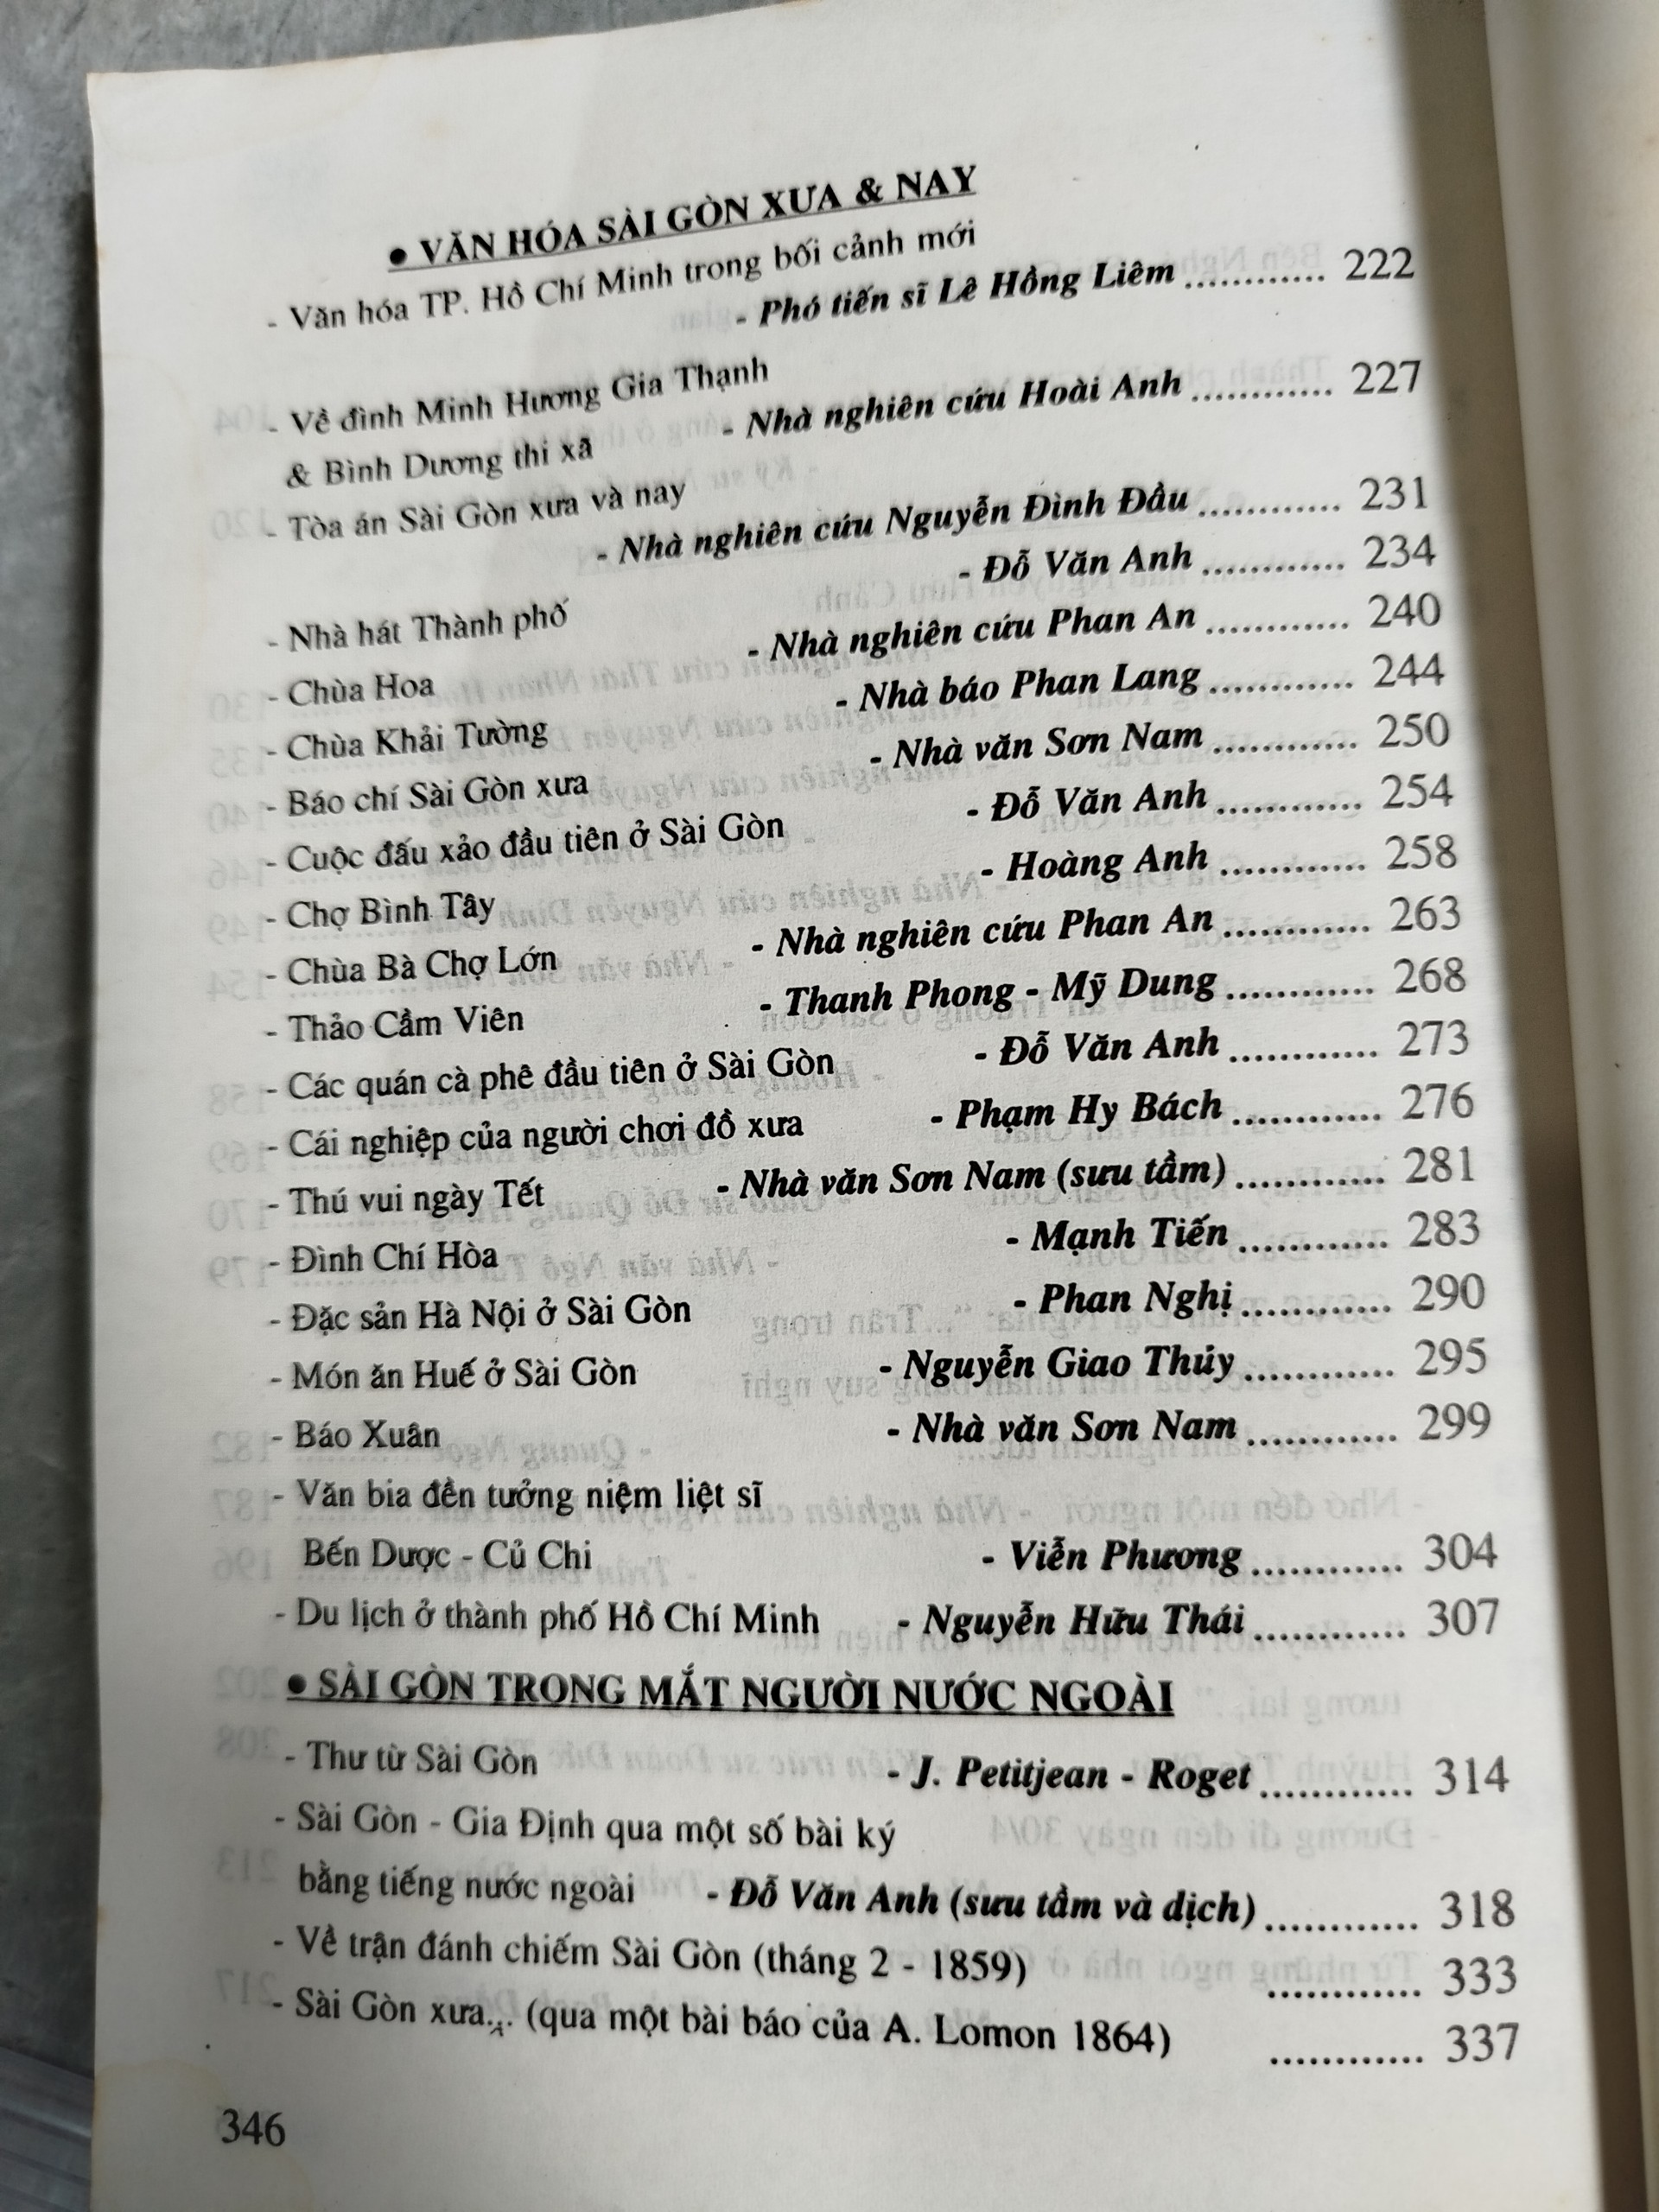 • VĂN HÓA SÀI GÒN XƯA & NAY
- Văn hóa TP. Hồ Chí Minh trong bối cảnh mới
- Phó tiến sĩ Lê Hồng Liêm ............ 222
- Về đình Minh Hương Gia Thạnh
& Bình Dương thi xã - Nhà nghiên cứu Hoài Anh ............ 227
- Tòa án Sài Gòn xưa và nay
- Nhà nghiên cứu Nguyễn Đình Đầu ............ 231
- Nhà hát Thành phố - Đỗ Văn Anh ............ 234
- Chùa Hoa - Nhà nghiên cứu Phan An ............ 240
- Chùa Khải Tường - Nhà báo Phan Lang ............ 244
- Báo chí Sài Gòn xưa - Nhà văn Sơn Nam ............ 250
- Cuộc đấu xảo đầu tiên ở Sài Gòn - Đỗ Văn Anh ............ 254
- Chợ Bình Tây - Hoàng Anh ............ 258
- Chùa Bà Chợ Lớn - Nhà nghiên cứu Phan An ............ 263
- Thảo Cầm Viên - Thanh Phong - Mỹ Dung ............ 268
- Các quán cà phê đầu tiên ở Sài Gòn - Đỗ Văn Anh ............ 273
- Cái nghiệp của người chơi đồ xưa - Phạm Hy Bách ............ 276
- Thú vui ngày Tết - Nhà văn Sơn Nam (sưu tầm) ............ 281
- Đình Chí Hòa - Mạnh Tiến ............ 283
- Đặc sản Hà Nội ở Sài Gòn - Phan Nghị ............ 290
- Món ăn Huế ở Sài Gòn - Nguyễn Giao Thủy ............ 295
- Báo Xuân - Nhà văn Sơn Nam ............ 299
- Văn bia đền tưởng niệm liệt sĩ
Bến Dược - Củ Chi - Viễn Phương ............ 304
- Du lịch ở thành phố Hồ Chí Minh - Nguyễn Hữu Thái ............ 307
• SÀI GÒN TRONG MẮT NGƯỜI NƯỚC NGOÀI
- Thư từ Sài Gòn - J. Petitjean - Roget ............ 314
- Sài Gòn - Gia Định qua một số bài ký
bằng tiếng nước ngoài - Đỗ Văn Anh (sưu tầm và dịch) ............ 318
- Về trận đánh chiếm Sài Gòn (tháng 2 - 1859) ............ 333
- Sài Gòn xưa... (qua một bài báo của A. Lomon 1864) ............ 337
346